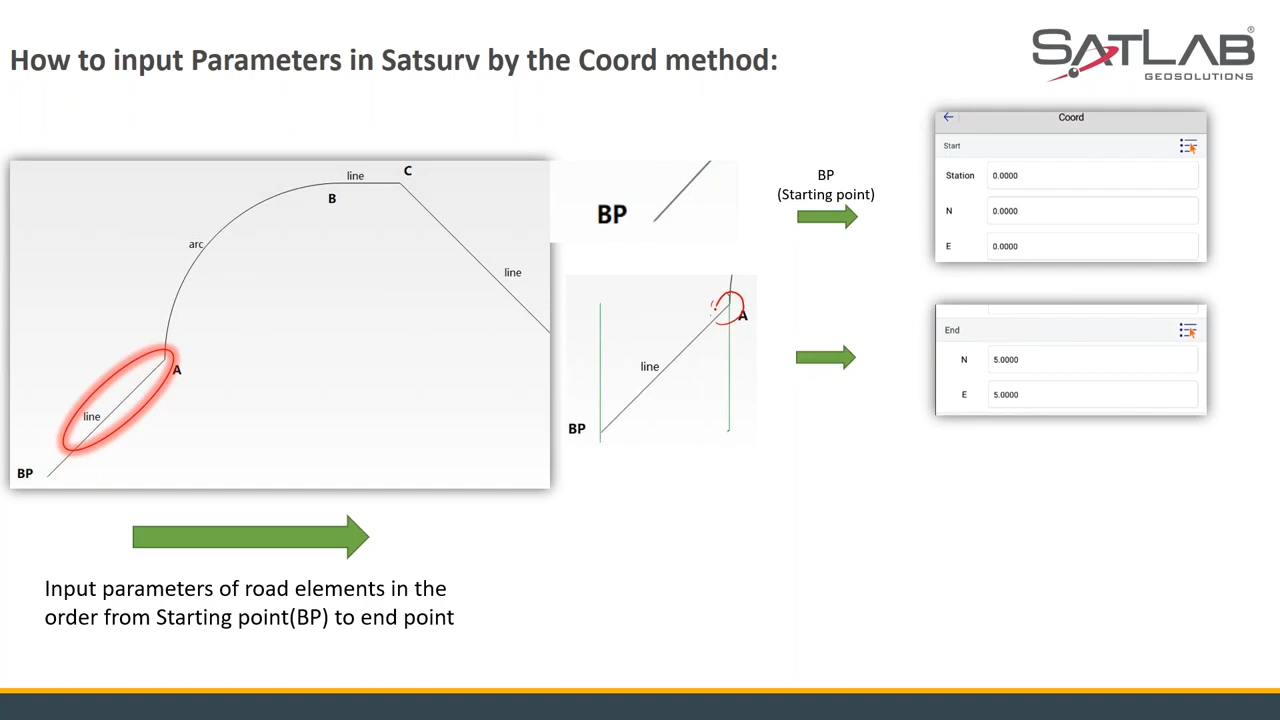 How to input Parameters in Satsurv by the Coord method:
SATLAB®
GEOSOLUTIONS
line
C
B
arc
line
A
line
BP
BP
A
line
BP
BP
(Starting point)
Coord
Start
Station 0.0000
N 0.0000
E 0.0000
End
N 5.0000
E 5.0000
Input parameters of road elements in the
order from Starting point(BP) to end point